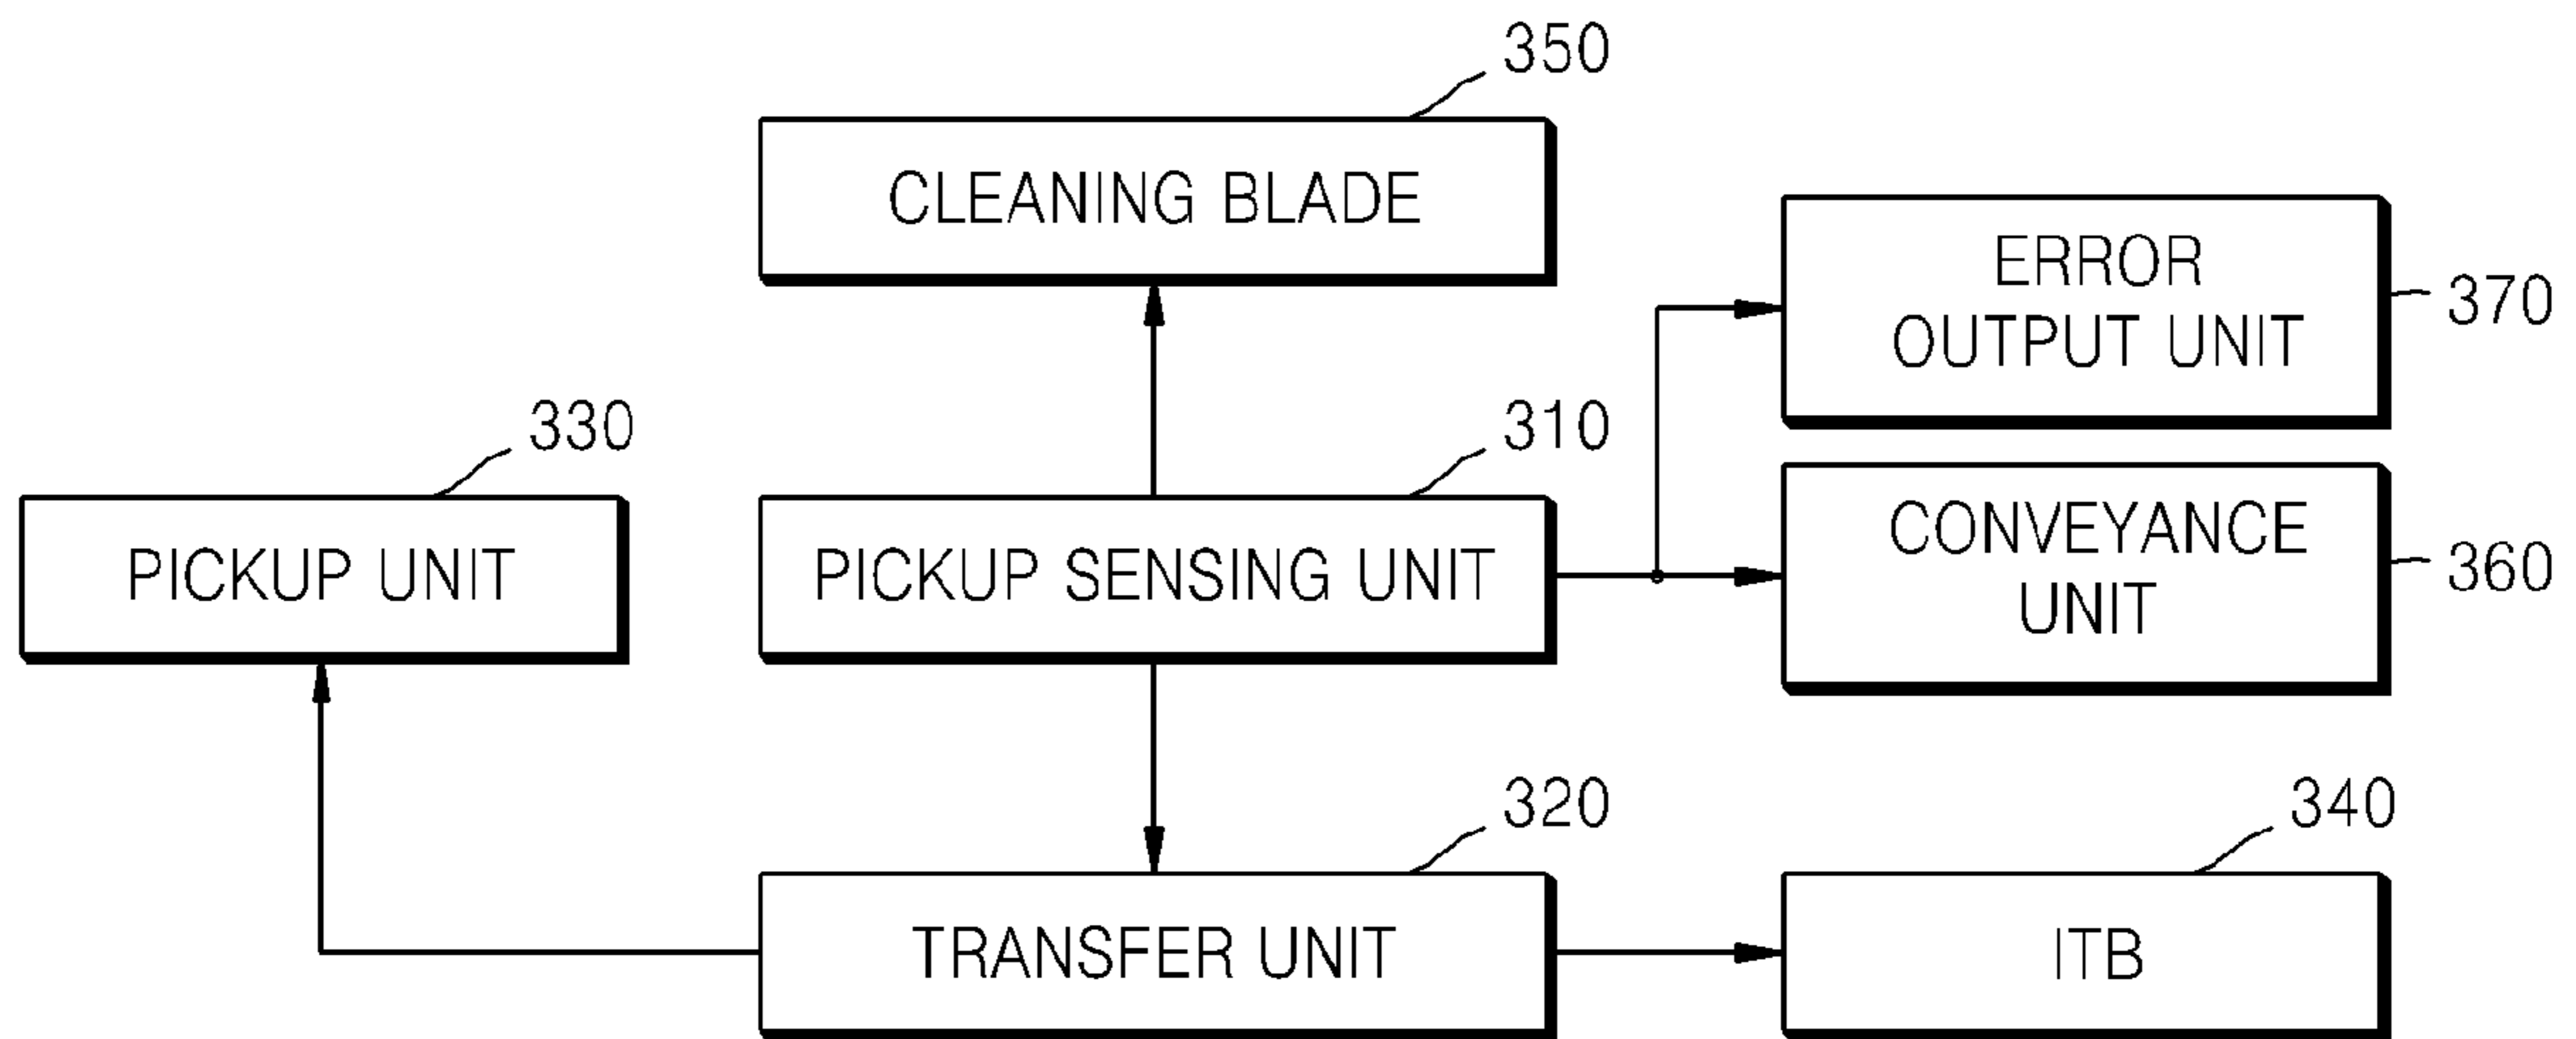 350
CLEANING BLADE
ERROR
OUTPUT UNIT
370
330
310
PICKUP UNIT
PICKUP SENSING UNIT
CONVEYANCE
UNIT
360
320
340
TRANSFER UNIT
ITB